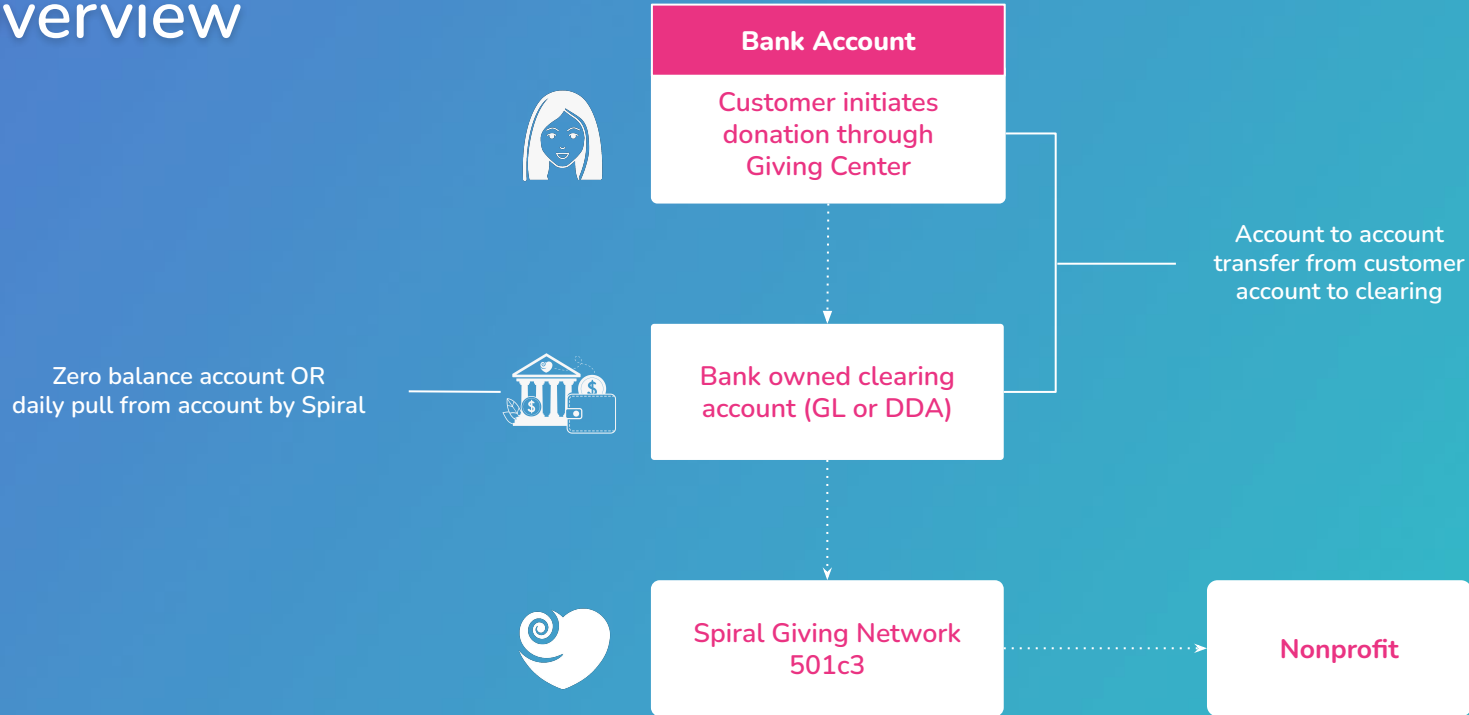 verview
Bank Account
Customer initiates
donation through
Giving Center
Account to account
transfer from customer
account to clearing
Zero balance account OR
daily pull from account by Spiral
$
$
Bank owned clearing
account (GL or DDA)
Spiral Giving Network
501c3
Nonprofit